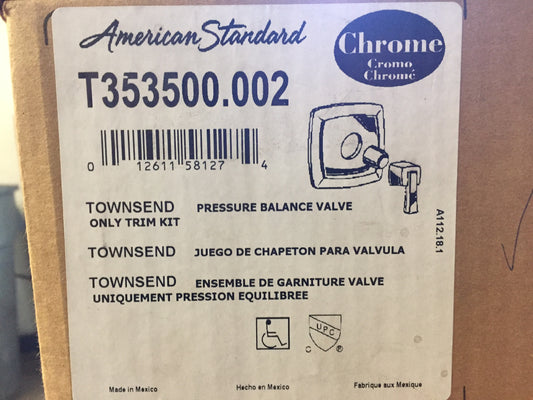 American Standard
Chrome
Cromo
Chromé
T353500.002
0 12611 58127 4
TOWNSEND PRESSURE BALANCE VALVE
ONLY TRIM KIT
TOWNSEND JUEGO DE CHAPETON PARA VALVULA
TOWNSEND ENSEMBLE DE GARNITURE VALVE
UNIQUEMENT PRESSION EQUILIBREE
A112.18.1
UPC
C ®
Made in Mexico Hecho en Mexico Fabrique aux Mexique